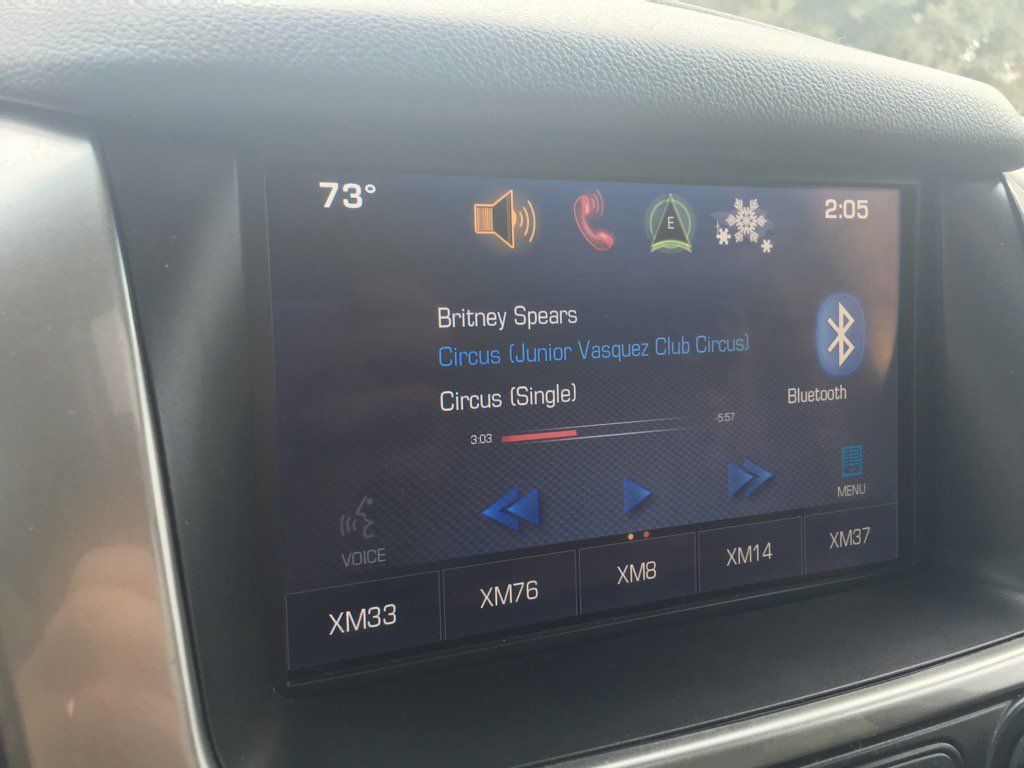 73°
E
2:05
Britney Spears
Circus (Junior Vasquez Club Circus)
Circus (Single)
3:03
-5:57
Bluetooth
VOICE
MENU
XM33
XM76
XM8
XM14
XM37